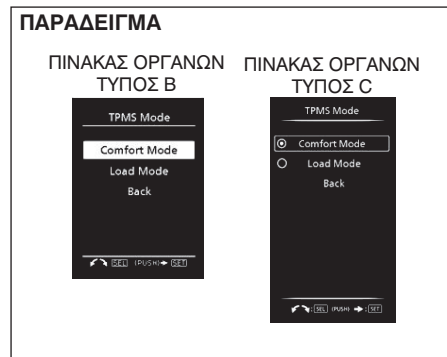 ΠΑΡΑΔΕΙΓΜΑ
ΠΙΝΑΚΑΣ ΟΡΓΑΝΩΝ
ΤΥΠΟΣ Β
TPMS Mode
Comfort Mode
Load Mode
Back
SEL (PUSH) SET
ΠΙΝΑΚΑΣ ΟΡΓΑΝΩΝ
ΤΥΠΟΣ C
TPMS Mode
Comfort Mode
Load Mode
Back
: SEL (PUSH) : SET